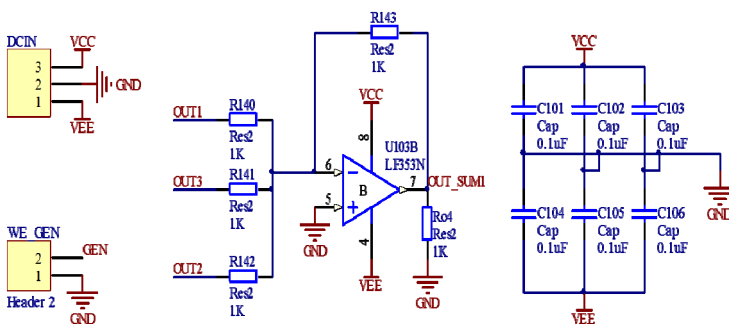 DCIN
VCC
3
2
1
GND
VEE
WE_GEN
GEN
2
1
Header 2
GND
OUT1
R140
Res2
1K
OUT3
R141
Res2
1K
OUT2
R142
Res2
1K
R143
Res2
1K
VCC
8
U103B
LF353N
6
B
7
OUT_SUM1
5
GND
4
VEE
Ro4
Res2
1K
GND
VCC
C101
Cap
0.1uF
C102
Cap
0.1uF
C103
Cap
0.1uF
GND
C104
Cap
0.1uF
C105
Cap
0.1uF
C106
Cap
0.1uF
VEE